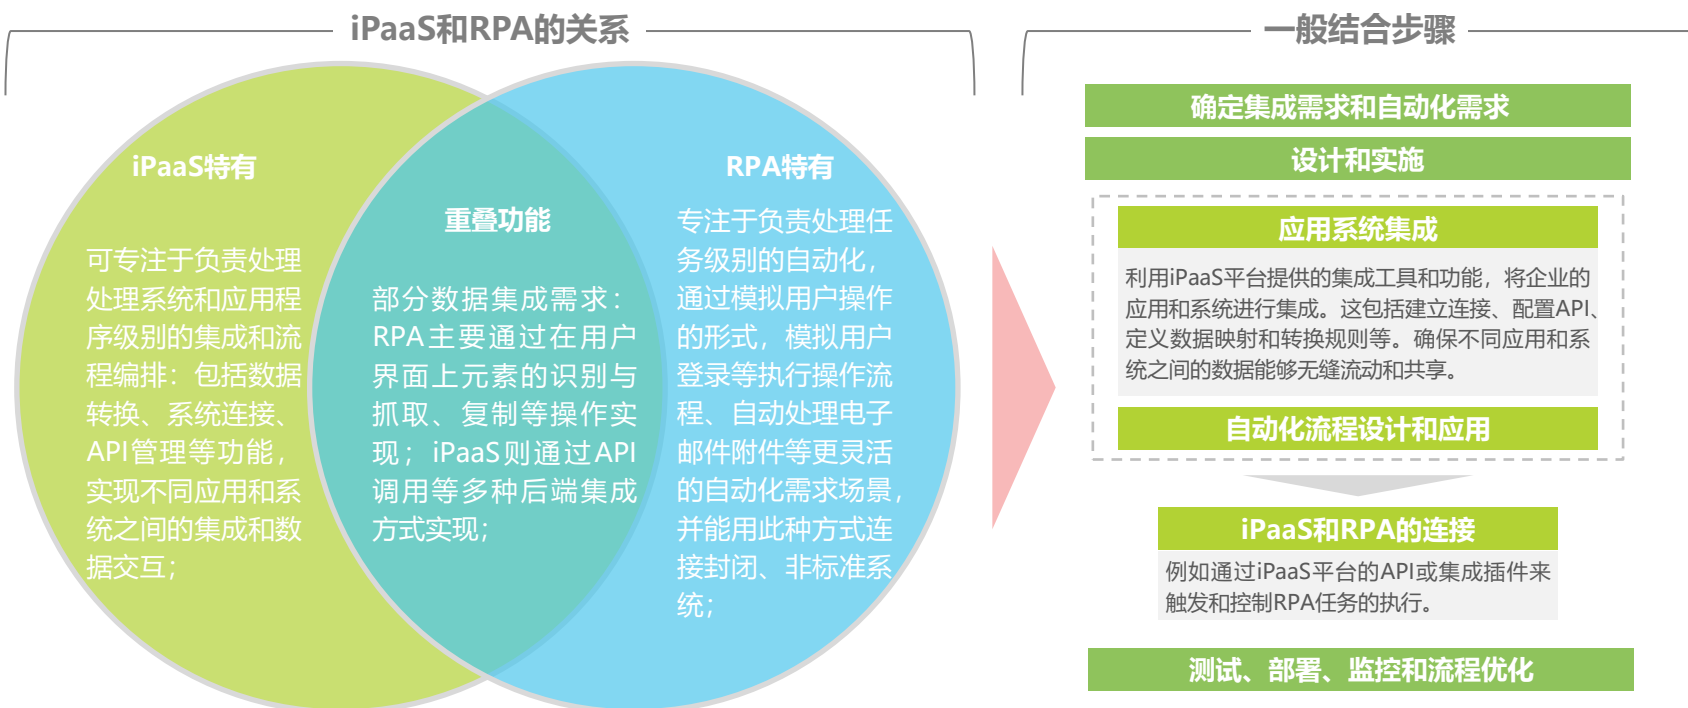 iPaaS和RPA的关系
iPaaS特有
可专注于负责处理
处理系统和应用程
序级别的集成和流
程编排：包括数据
转换、系统连接、
API管理等功能，
实现不同应用和系
统之间的集成和数
据交互；
重叠功能
部分数据集成需求：
RPA主要通过在用户
界面上元素的识别与
抓取、复制等操作实
现；iPaaS则通过API
调用等多种后端集成
方式实现；
RPA特有
专注于负责处理任
务级别的自动化，
通过模拟用户操作
的形式，模拟用户
登录等执行操作流
程、自动处理电子
邮件附件等更灵活
的自动化需求场景，
并能用此种方式连
接封闭、非标准系
统；
一般结合步骤
确定集成需求和自动化需求
设计和实施
应用系统集成
利用iPaaS平台提供的集成工具和功能，将企业的
应用和系统进行集成。这包括建立连接、配置API、
定义数据映射和转换规则等。确保不同应用和系
统之间的数据能够无缝流动和共享。
自动化流程设计和应用
iPaaS和RPA的连接
例如通过iPaaS平台的API或集成插件来
触发和控制RPA任务的执行。
测试、部署、监控和流程优化